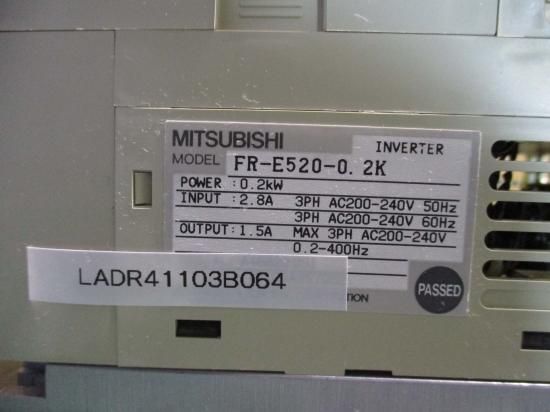 MITSUBISHI INVERTER
MODEL FR-E520-0.2K
POWER : 0.2kW
INPUT : 2.8A 3PH AC200-240V 50Hz
3PH AC200-240V 60Hz
OUTPUT: 1.5A MAX 3PH AC200-240V
0.2-400Hz
LADR41103B064
PASSED